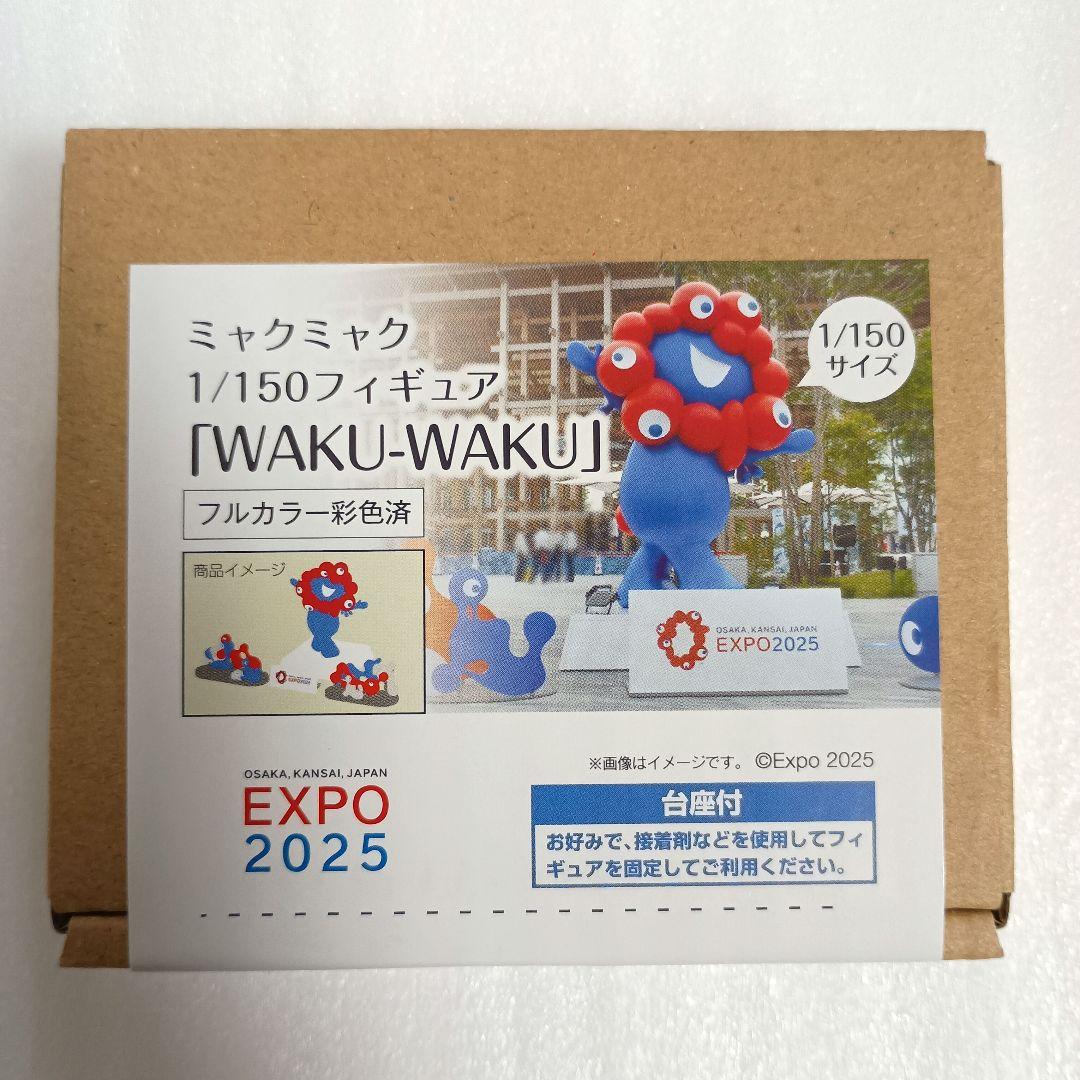 ミャクミャク
1/150フィギュア
「WAKU-WAKU」
フルカラー彩色済
1/150
サイズ
商品イメージ
EXPO2025
OSAKA, KANSAI, JAPAN
EXPO2025
※画像はイメージです。 ©Expo 2025
OSAKA, KANSAI, JAPAN
EXPO
2025
台座付
お好みで、接着剤などを使用してフィ
ギュアを固定してご利用ください。